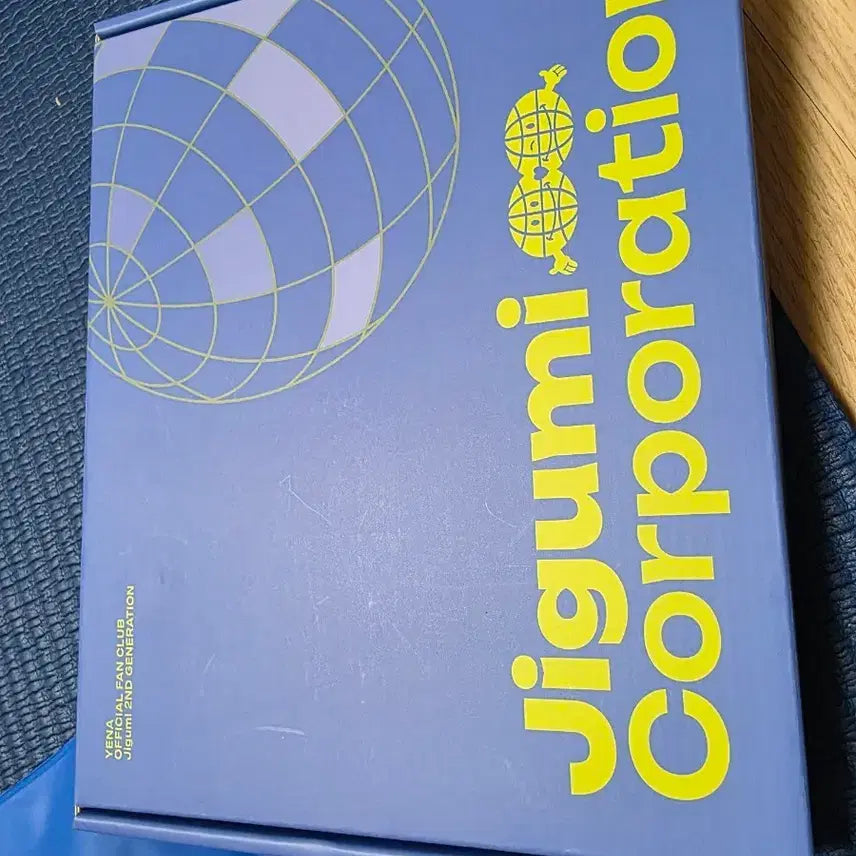 YENA
OFFICIAL FAN CLUB
Jigumi 2ND GENERATION
Jigumi
Corporation